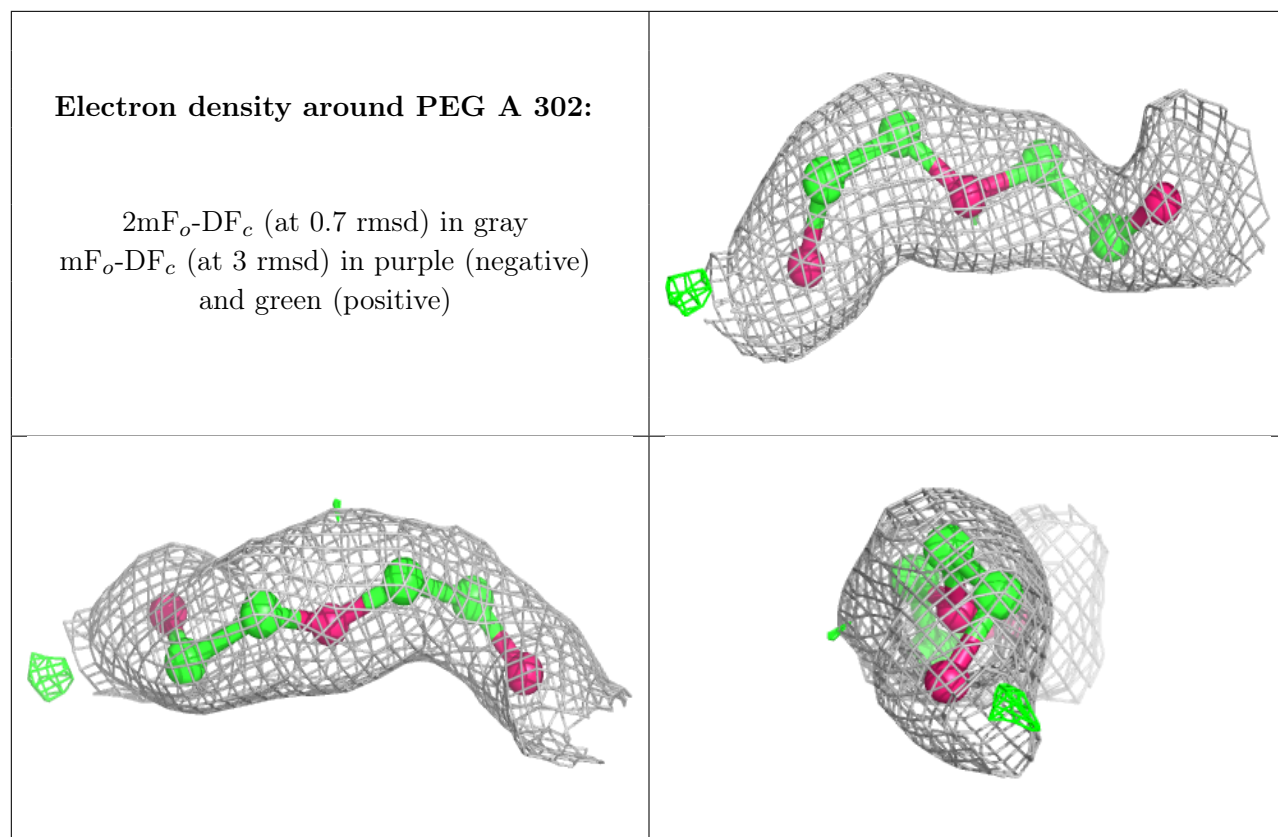 Electron density around PEG A 302:
2mF_o-DF_c (at 0.7 rmsd) in gray
mF_o-DF_c (at 3 rmsd) in purple (negative)
and green (positive)